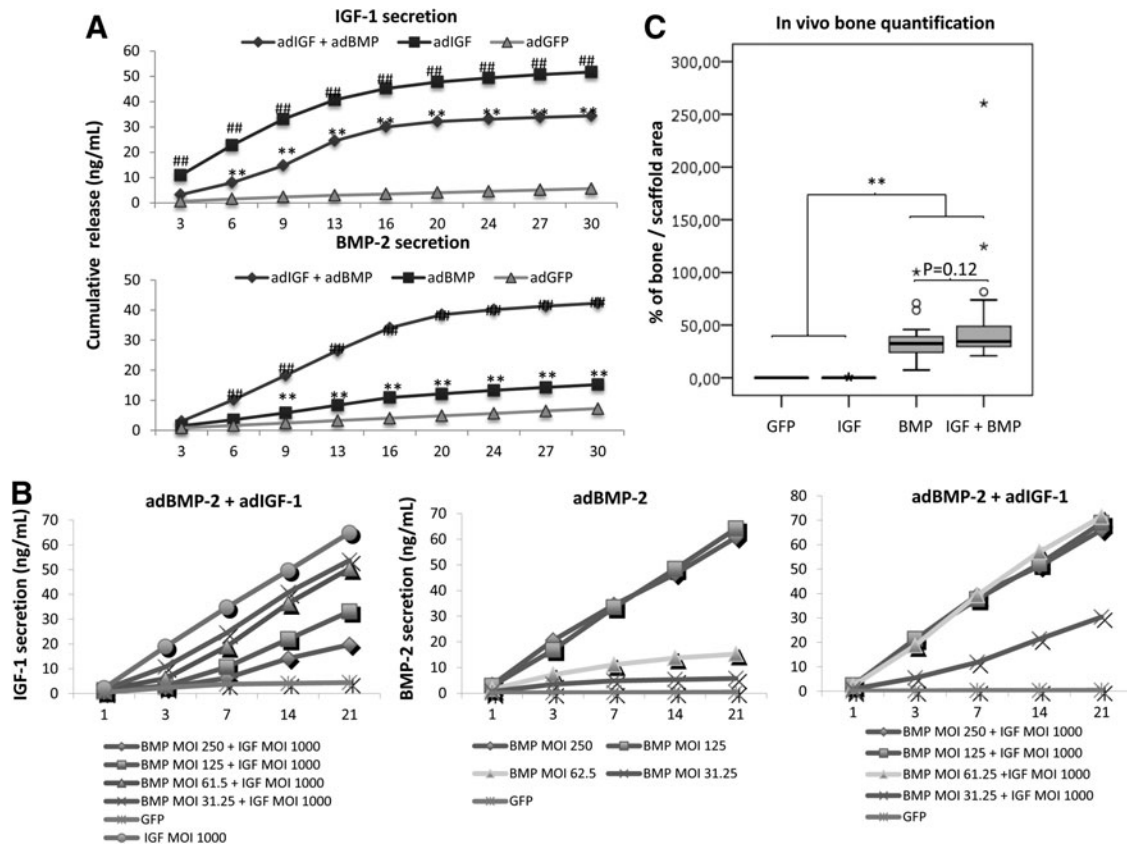 A
IGF-1 secretion
adIGF + adBMP adIGF adGFP
60
50
40
30
20
10
0
## ## ## ## ## ## ## ## ##
** ** ** ** ** ** ** **
3 6 9 13 16 20 24 27 30
Cumulative release (ng/mL)
BMP-2 secretion
adIGF + adBMP adBMP adGFP
50
40
30
20
10
0
## ## ## ## ## ## ## ##
** ** ** ** ** ** **
3 6 9 13 16 20 24 27 30
C
In vivo bone quantification
% of bone / scaffold area
300,00
250,00
200,00
150,00
100,00
50,00
0,00
**
P=0.12
GFP IGF BMP IGF + BMP
B
adBMP-2 + adIGF-1
IGF-1 secretion (ng/mL)
70
60
50
40
30
20
10
0
1 3 7 14 21
BMP MOI 250 + IGF MOI 1000
BMP MOI 125 + IGF MOI 1000
BMP MOI 61.5 + IGF MOI 1000
BMP MOI 31.25 + IGF MOI 1000
GFP
IGF MOI 1000
adBMP-2
BMP-2 secretion (ng/mL)
70
60
50
40
30
20
10
0
1 3 7 14 21
BMP MOI 250 BMP MOI 125
BMP MOI 62.5 BMP MOI 31.25
GFP
adBMP-2 + adIGF-1
80
70
60
50
40
30
20
10
0
1 3 7 14 21
BMP MOI 250 + IGF MOI 1000
BMP MOI 125 + IGF MOI 1000
BMP MOI 61.25 +IGF MOI 1000
BMP MOI 31.25 + IGF MOI 1000
GFP